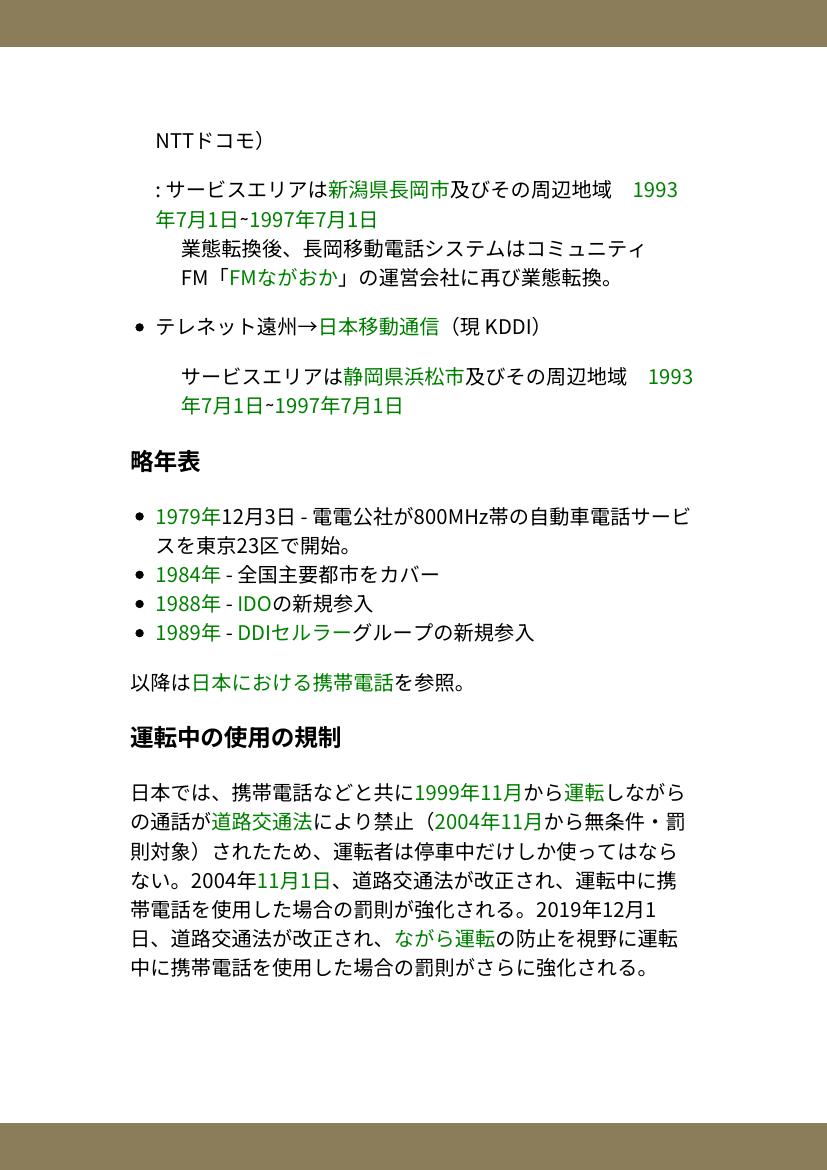 NTTドコモ）
: サービスエリアは新潟県長岡市及びその周辺地域　1993
年7月1日~1997年7月1日
業態転換後、長岡移動電話システムはコミュニティ
FM「FMながおか」の運営会社に再び業態転換。
• テレネット遠州→日本移動通信（現 KDDI）
サービスエリアは静岡県浜松市及びその周辺地域　1993
年7月1日~1997年7月1日
略年表
• 1979年12月3日 - 電電公社が800MHz帯の自動車電話サービ
スを東京23区で開始。
• 1984年 - 全国主要都市をカバー
• 1988年 - IDOの新規参入
• 1989年 - DDIセルラーグループの新規参入
以降は日本における携帯電話を参照。
運転中の使用の規制
日本では、携帯電話などと共に1999年11月から運転しながら
の通話が道路交通法により禁止（2004年11月から無条件・罰
則対象）されたため、運転者は停車中だけしか使ってはなら
ない。2004年11月1日、道路交通法が改正され、運転中に携
帯電話を使用した場合の罰則が強化される。2019年12月1
日、道路交通法が改正され、ながら運転の防止を視野に運転
中に携帯電話を使用した場合の罰則がさらに強化される。